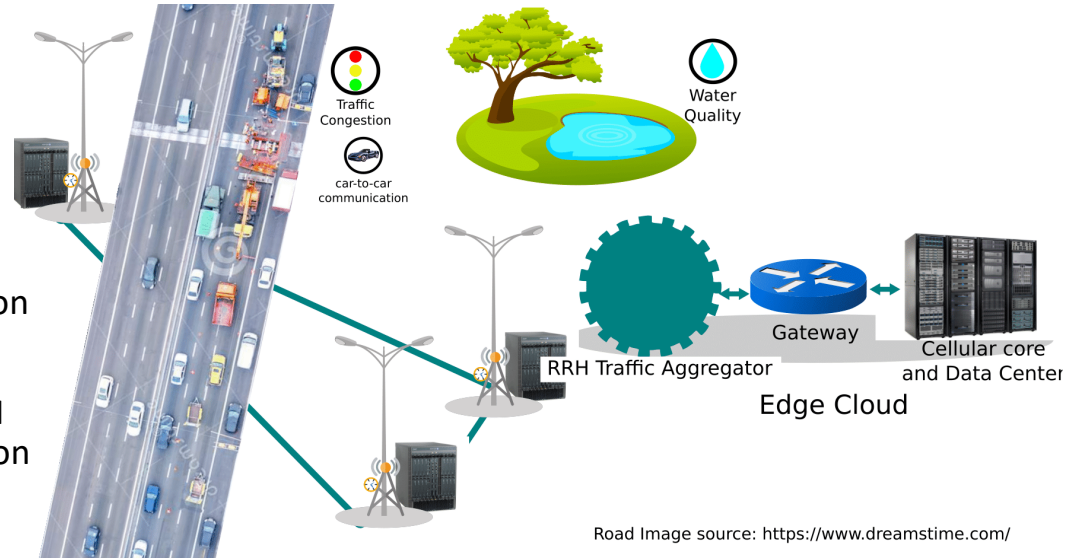 Traffic
Congestion
car-to-car
communication
Water
Quality
on
on
Gateway
RRH Traffic Aggregator
Cellular core
and Data Center
Edge Cloud
Road Image source: https://www.dreamstime.com/